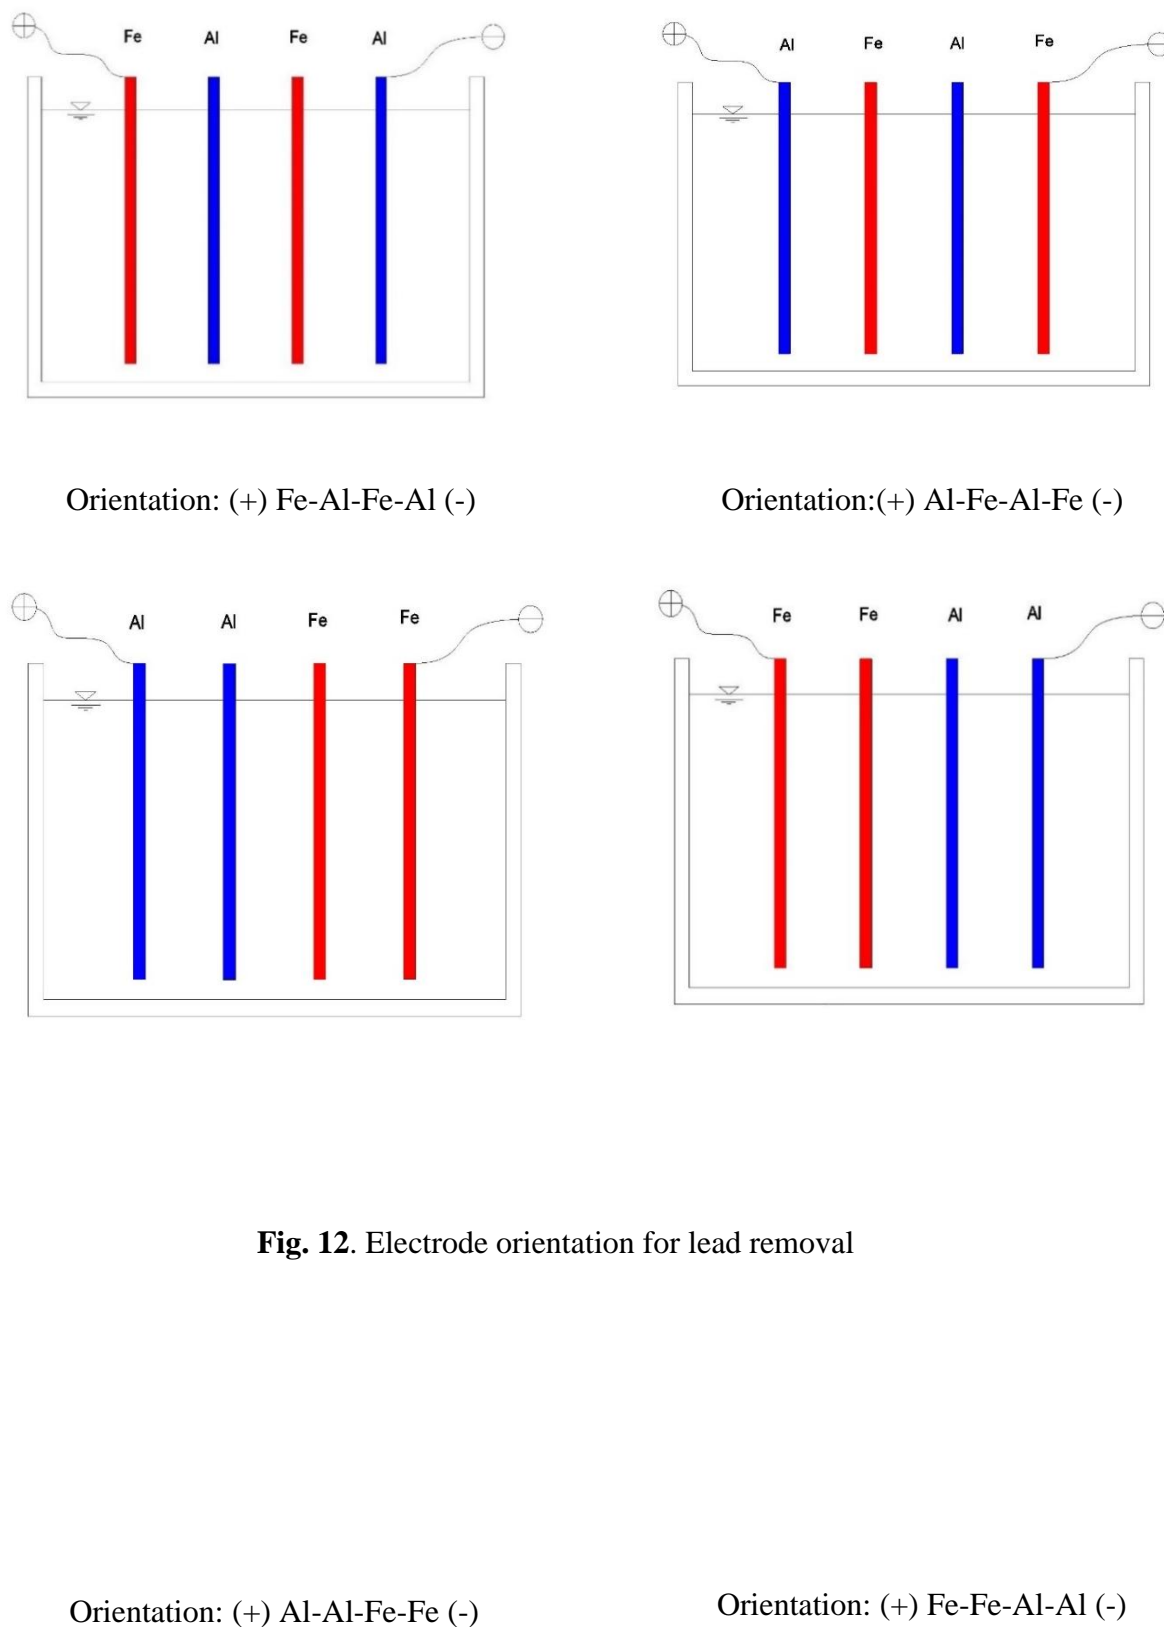 Fe Al Fe Al
Al Fe Al Fe
Orientation: (+) Fe-Al-Fe-Al (-)
Orientation:(+) Al-Fe-Al-Fe (-)
Al Al Fe Fe
Fe Fe Al Al
Fig. 12. Electrode orientation for lead removal
Orientation: (+) Al-Al-Fe-Fe (-)
Orientation: (+) Fe-Fe-Al-Al (-)